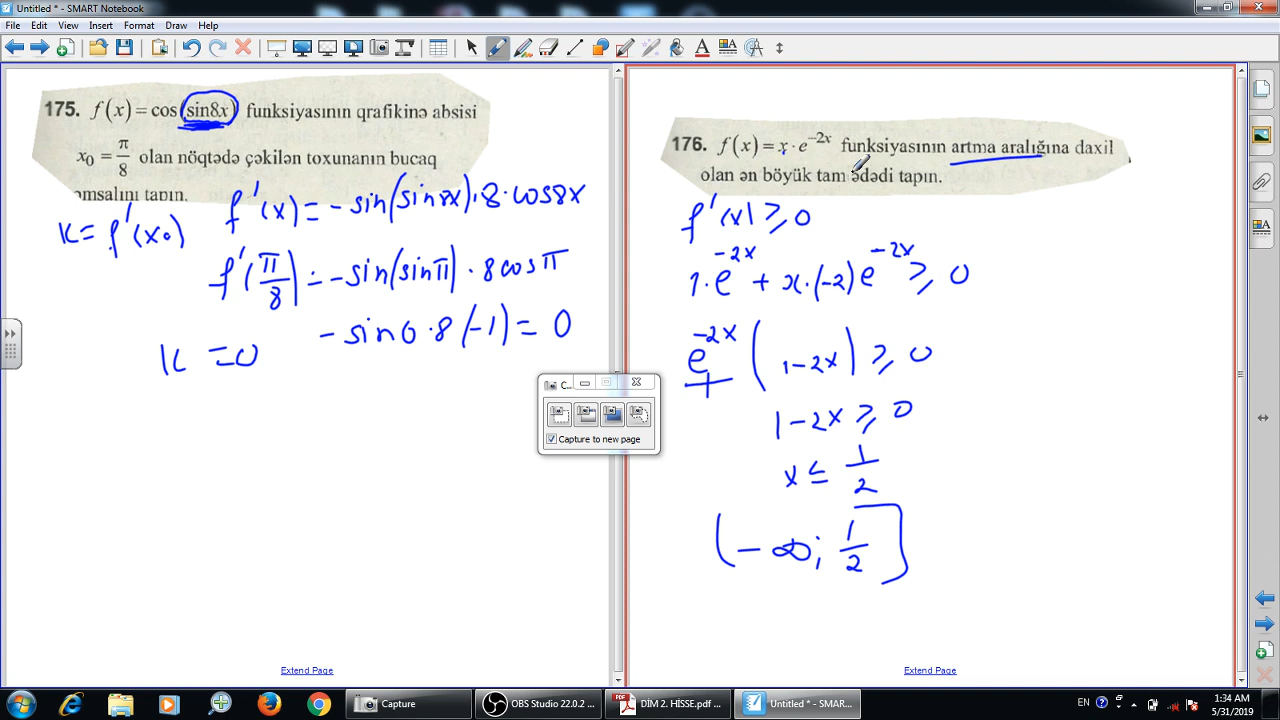 Untitled * - SMART Notebook
File Edit View Insert Format Draw Help
175. f(x) = cos(sin8x) funksiyasının qrafikinə absisi
x₀ = π/8 olan nöqtədə çəkilən toxunanın bucaq
əmsalını tapın.
k = f'(x₀) f'(x) = -sin(sin8x)·8·cos8x
f'(π/8) = -sin(sinπ)·8cosπ
-sin0·8(-1) = 0
k = 0
Extend Page
176. f(x) = x · e⁻²ˣ funksiyasının artma aralığına daxil
olan ən böyük tam ədədi tapın.
f'(x) ≥ 0
1·e⁻²ˣ + x·(-2)e⁻²ˣ ≥ 0
e⁻²ˣ (1-2x) ≥ 0
+
1-2x ≥ 0
x ≤ 1/2
(-∞; 1/2]
Extend Page
C...
Capture to new page
Capture
OBS Studio 22.0.2 ...
DİM 2. HİSSE.pdf ...
Untitled * - SMAR...
EN
1:34 AM
5/31/2019